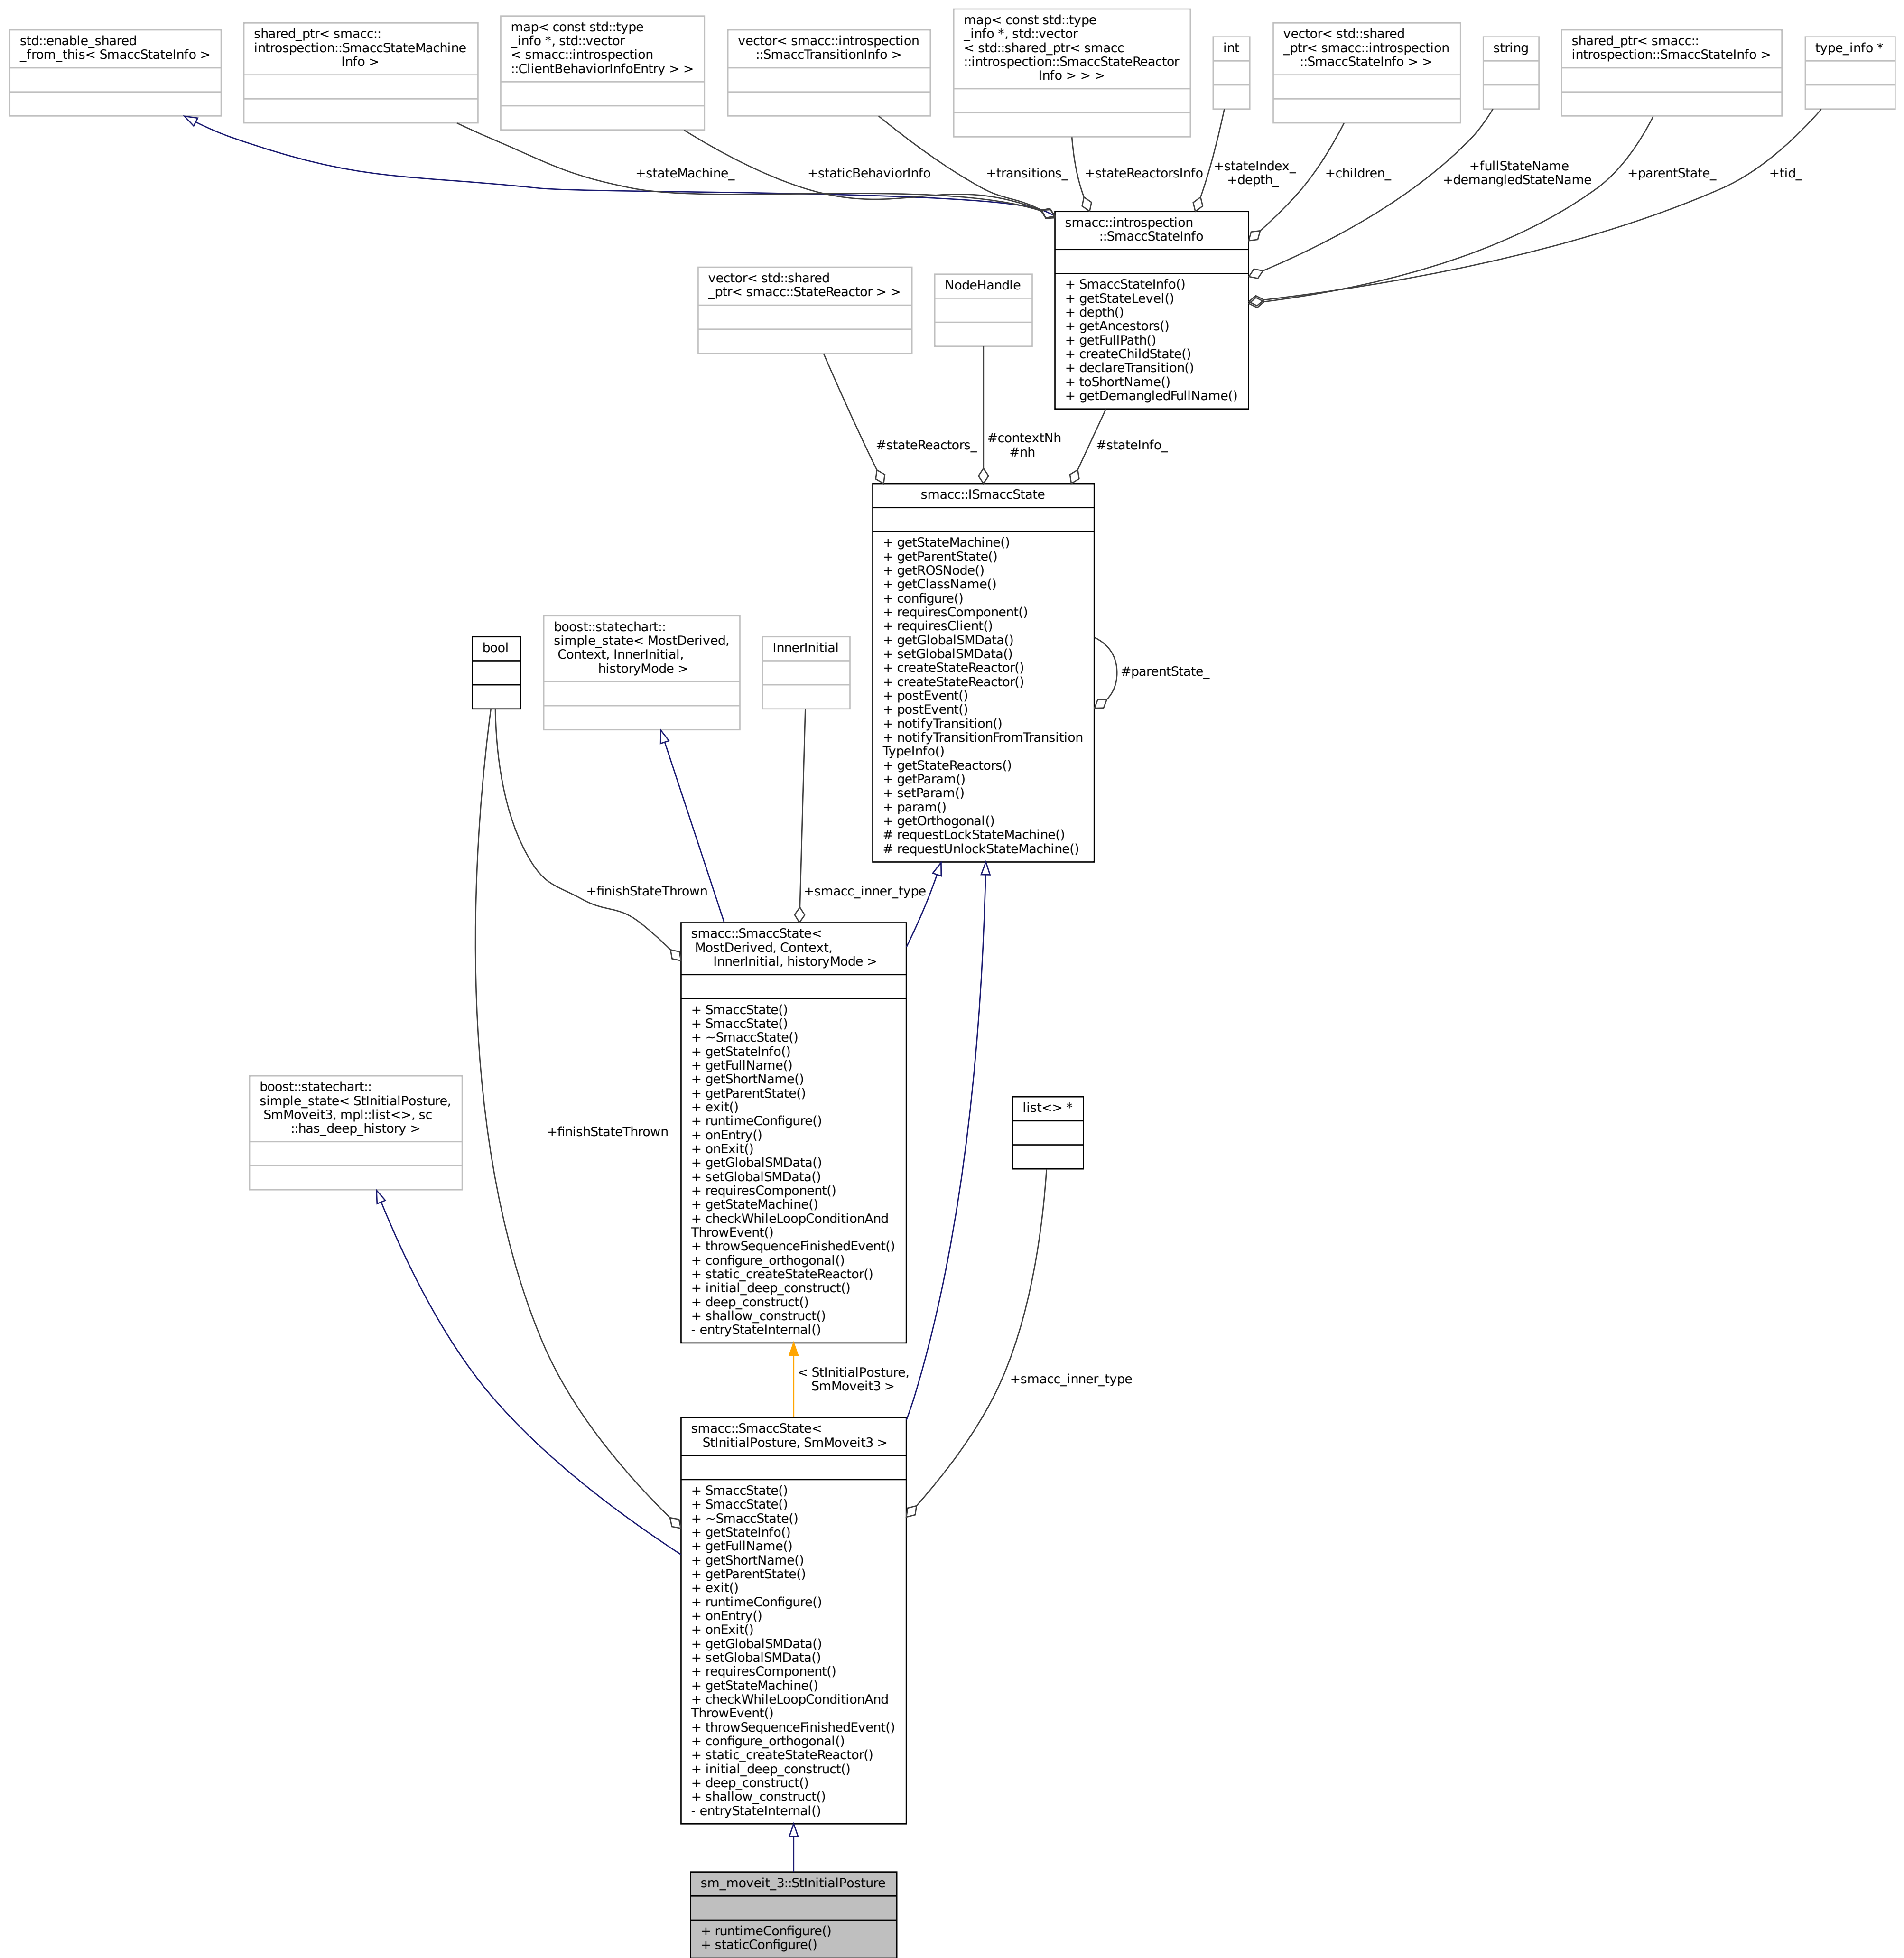 std::enable_shared
_from_this< SmaccStateInfo >
shared_ptr< smacc::
introspection::SmaccStateMachine
Info >
map< const std::type
_info *, std::vector
< smacc::introspection
::ClientBehaviorInfoEntry > >
vector< smacc::introspection
::SmaccTransitionInfo >
map< const std::type
_info *, std::vector
< std::shared_ptr< smacc
::introspection::SmaccStateReactor
Info > > >
int
vector< std::shared
_ptr< smacc::introspection
::SmaccStateInfo > >
string
shared_ptr< smacc::
introspection::SmaccStateInfo >
type_info *
+stateMachine_
+staticBehaviorInfo
+transitions_
+stateReactorsInfo
+stateIndex_
+depth_
+children_
+fullStateName
+demangledStateName
+parentState_
+tid_
smacc::introspection
::SmaccStateInfo
+ SmaccStateInfo()
+ getStateLevel()
+ depth()
+ getAncestors()
+ getFullPath()
+ createChildState()
+ declareTransition()
+ toShortName()
+ getDemangledFullName()
vector< std::shared
_ptr< smacc::StateReactor > >
NodeHandle
#stateReactors_
#contextNh
#nh
#stateInfo_
smacc::ISmaccState
+ getStateMachine()
+ getParentState()
+ getROSNode()
+ getClassName()
+ configure()
+ requiresComponent()
+ requiresClient()
+ getGlobalSMData()
+ setGlobalSMData()
+ createStateReactor()
+ createStateReactor()
+ postEvent()
+ postEvent()
+ notifyTransition()
+ notifyTransitionFromTransition
TypeInfo()
+ getStateReactors()
+ getParam()
+ setParam()
+ param()
+ getOrthogonal()
# requestLockStateMachine()
# requestUnlockStateMachine()
#parentState_
bool
boost::statechart::
simple_state< MostDerived,
Context, InnerInitial,
historyMode >
InnerInitial
+finishStateThrown
+smacc_inner_type
smacc::SmaccState<
MostDerived, Context,
InnerInitial, historyMode >
+ SmaccState()
+ SmaccState()
+ ~SmaccState()
+ getStateInfo()
+ getFullName()
+ getShortName()
+ getParentState()
+ exit()
+ runtimeConfigure()
+ onEntry()
+ onExit()
+ getGlobalSMData()
+ setGlobalSMData()
+ requiresComponent()
+ getStateMachine()
+ checkWhileLoopConditionAnd
ThrowEvent()
+ throwSequenceFinishedEvent()
+ configure_orthogonal()
+ static_createStateReactor()
+ initial_deep_construct()
+ deep_construct()
+ shallow_construct()
- entryStateInternal()
boost::statechart::
simple_state< StInitialPosture,
SmMoveit3, mpl::list<>, sc
::has_deep_history >
+finishStateThrown
list<> *
< StInitialPosture,
SmMoveit3 >
+smacc_inner_type
smacc::SmaccState<
StInitialPosture, SmMoveit3 >
+ SmaccState()
+ SmaccState()
+ ~SmaccState()
+ getStateInfo()
+ getFullName()
+ getShortName()
+ getParentState()
+ exit()
+ runtimeConfigure()
+ onEntry()
+ onExit()
+ getGlobalSMData()
+ setGlobalSMData()
+ requiresComponent()
+ getStateMachine()
+ checkWhileLoopConditionAnd
ThrowEvent()
+ throwSequenceFinishedEvent()
+ configure_orthogonal()
+ static_createStateReactor()
+ initial_deep_construct()
+ deep_construct()
+ shallow_construct()
- entryStateInternal()
sm_moveit_3::StInitialPosture
+ runtimeConfigure()
+ staticConfigure()